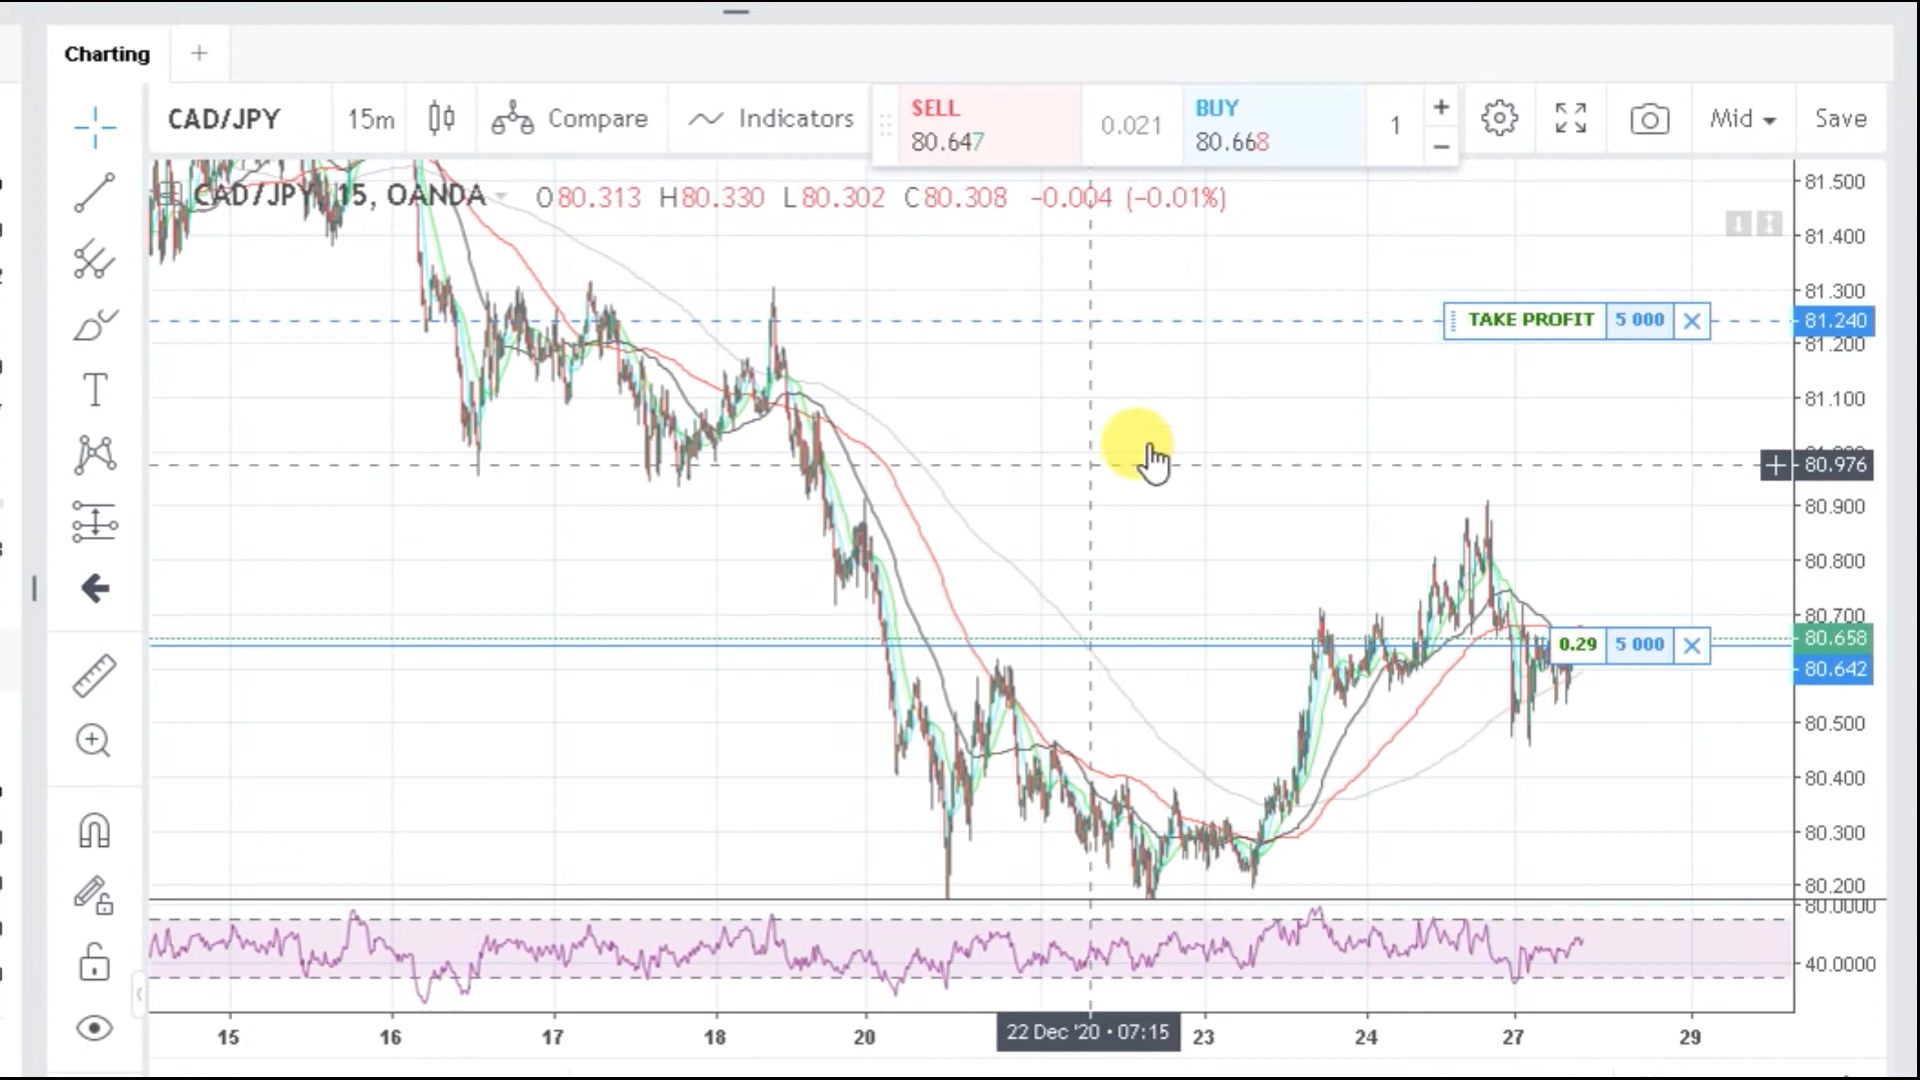 Charting +
CAD/JPY 15m Compare Indicators
SELL
80.647
0.021
BUY
80.668
1
+
−
Mid
Save
CAD/JPY, 15, OANDA O80.313 H80.330 L80.302 C80.308 −0.004 (−0.01%)
81.500
81.400
81.300
TAKE PROFIT 5 000 81.240
81.200
81.100
80.976
80.900
80.800
80.700
80.658
0.29 5 000
80.642
80.500
80.400
80.300
80.200
80.0000
40.0000
15 16 17 18 20 22 Dec '20 • 07:15 23 24 27 29